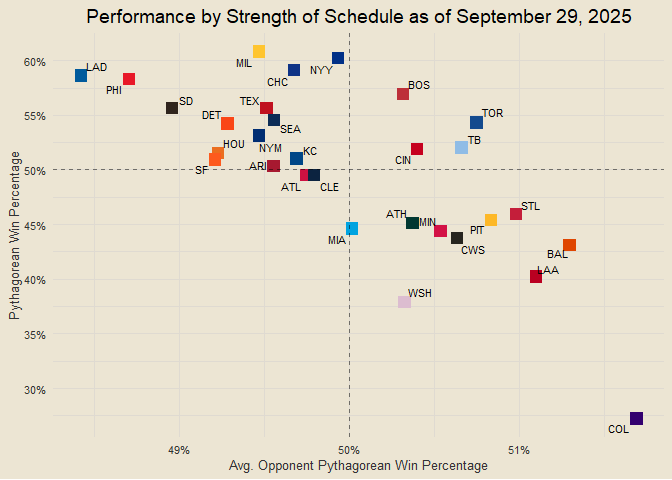 Performance by Strength of Schedule as of September 29, 2025
Pythagorean Win Percentage
60%
55%
50%
45%
40%
35%
30%
LAD
PHI
MIL
CHC
NYY
BOS
SD
DET
TEX
SEA
TOR
HOU
SF
NYM
KC
ARI
ATL
CLE
CIN
TB
MIA
ATH
MIN
PIT
STL
CWS
BAL
LAA
WSH
COL
49%
50%
51%
Avg. Opponent Pythagorean Win Percentage